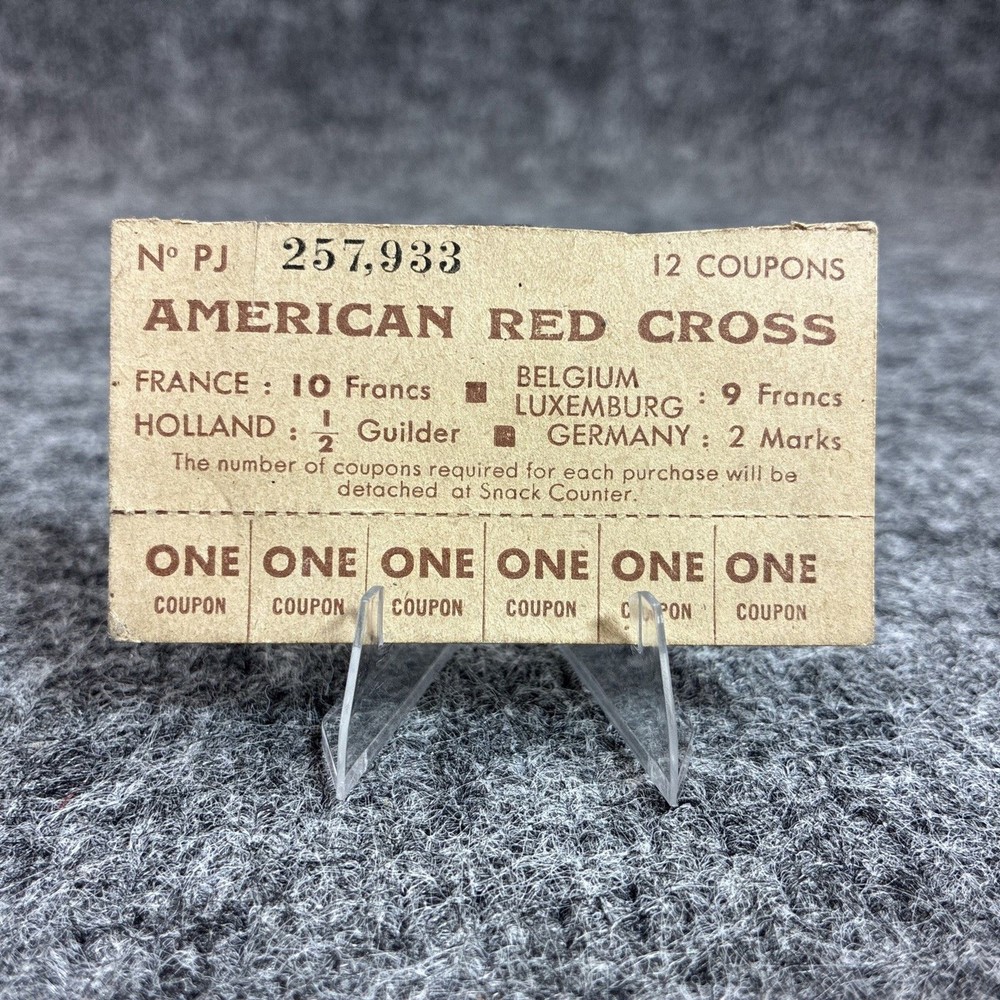 Nº PJ 257,933 12 COUPONS
AMERICAN RED CROSS
FRANCE : 10 Francs ■ BELGIUM LUXEMBURG : 9 Francs
HOLLAND : 1/2 Guilder ■ GERMANY : 2 Marks
The number of coupons required for each purchase will be
detached at Snack Counter.
ONE ONE ONE ONE ONE ONE
COUPON COUPON COUPON COUPON COUPON COUPON